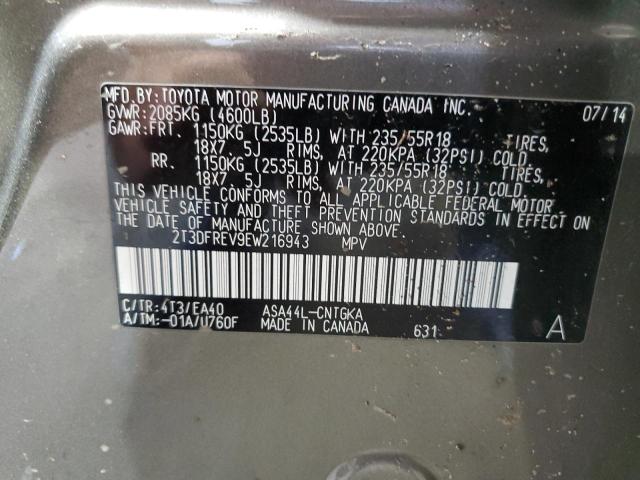 MFD.BY:TOYOTA MOTOR MANUFACTURING CANADA INC. 07/14
GVWR:2085KG (4600LB)
GAWR:FRT. 1150KG (2535LB) WITH 235/55R18 TIRES,
18X7 5J RIMS, AT 220KPA (32PSI) COLD
RR. 1150KG (2535LB) WITH 235/55R18 TIRES,
18X7 5J RIMS, AT 220KPA (32PSI) COLD.
THIS VEHICLE CONFORMS TO ALL APPLICABLE FEDERAL MOTOR
VEHICLE SAFETY AND THEFT PREVENTION STANDARDS IN EFFECT ON
THE DATE OF MANUFACTURE SHOWN ABOVE.
2T3DFREV9EW216943 MPV
C/TR:4T3/EA40 ASA44L-CNTGKA
A/TM:-01A/U760F MADE IN CANADA 631 A